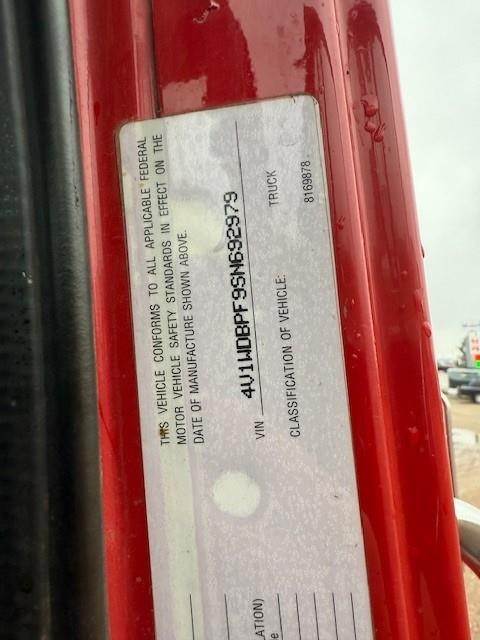 THIS VEHICLE CONFORMS TO ALL APPLICABLE FEDERAL
MOTOR VEHICLE SAFETY STANDARDS IN EFFECT ON THE
DATE OF MANUFACTURE SHOWN ABOVE.
VIN 4V1WDBPF9SN692979
CLASSIFICATION OF VEHICLE: TRUCK
8169878
ATION)
e